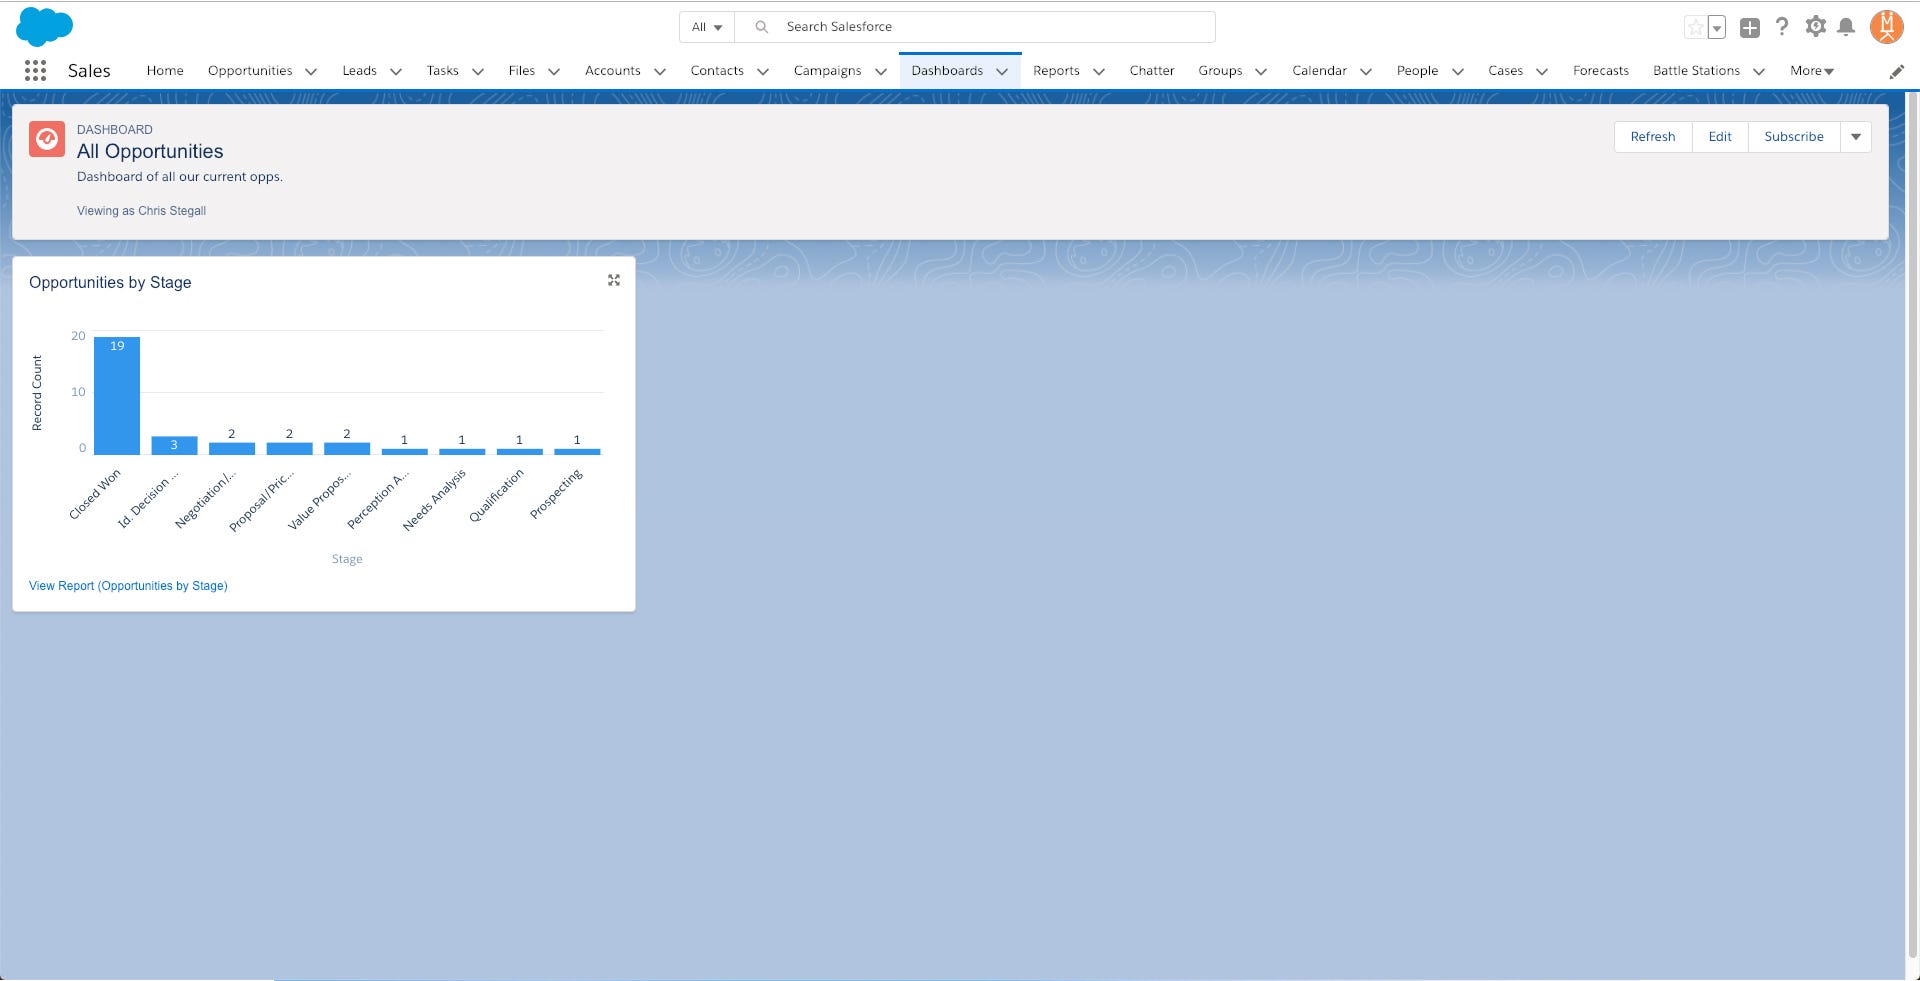 All
Search Salesforce
Sales Home Opportunities Leads Tasks Files Accounts Contacts Campaigns Dashboards Reports Chatter Groups Calendar People Cases Forecasts Battle Stations More
DASHBOARD
All Opportunities
Dashboard of all our current opps.
Viewing as Chris Stegall
Refresh Edit Subscribe
Opportunities by Stage
Record Count
20
10
0
19 3 2 2 2 1 1 1 1
Closed Won
Id. Decision ...
Negotiation/...
Proposal/Pric...
Value Propos...
Perception A...
Needs Analysis
Qualification
Prospecting
Stage
View Report (Opportunities by Stage)